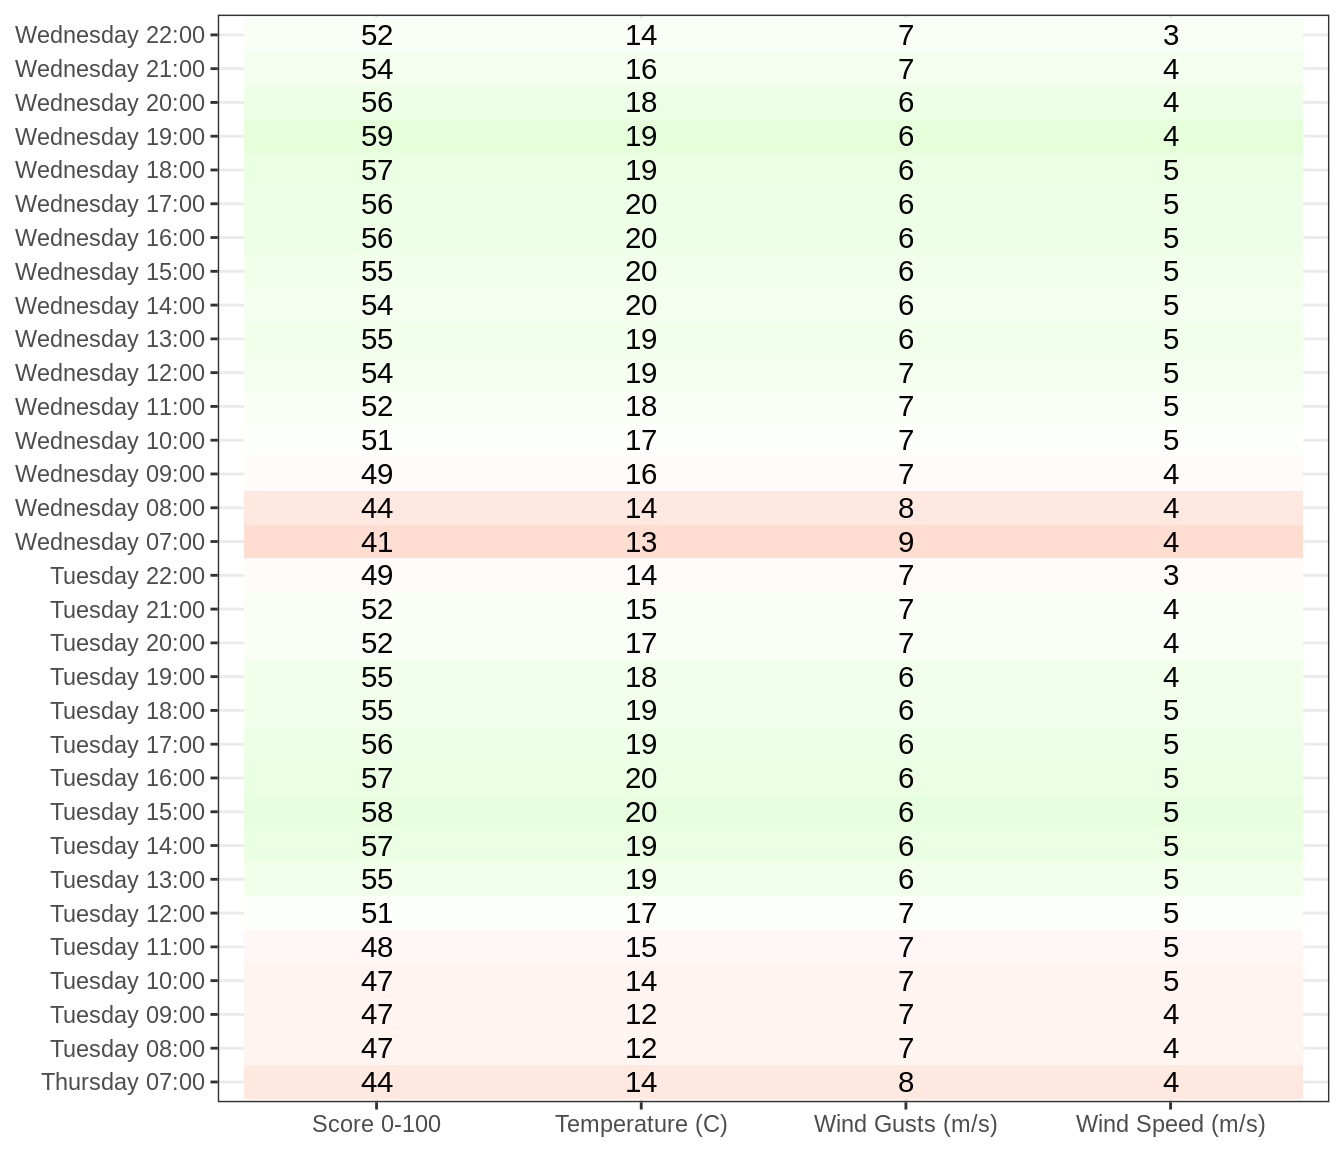 Wednesday 22:00 52 14 7 3
Wednesday 21:00 54 16 7 4
Wednesday 20:00 56 18 6 4
Wednesday 19:00 59 19 6 4
Wednesday 18:00 57 19 6 5
Wednesday 17:00 56 20 6 5
Wednesday 16:00 56 20 6 5
Wednesday 15:00 55 20 6 5
Wednesday 14:00 54 20 6 5
Wednesday 13:00 55 19 6 5
Wednesday 12:00 54 19 7 5
Wednesday 11:00 52 18 7 5
Wednesday 10:00 51 17 7 5
Wednesday 09:00 49 16 7 4
Wednesday 08:00 44 14 8 4
Wednesday 07:00 41 13 9 4
Tuesday 22:00 49 14 7 3
Tuesday 21:00 52 15 7 4
Tuesday 20:00 52 17 7 4
Tuesday 19:00 55 18 6 4
Tuesday 18:00 55 19 6 5
Tuesday 17:00 56 19 6 5
Tuesday 16:00 57 20 6 5
Tuesday 15:00 58 20 6 5
Tuesday 14:00 57 19 6 5
Tuesday 13:00 55 19 6 5
Tuesday 12:00 51 17 7 5
Tuesday 11:00 48 15 7 5
Tuesday 10:00 47 14 7 5
Tuesday 09:00 47 12 7 4
Tuesday 08:00 47 12 7 4
Thursday 07:00 44 14 8 4
Score 0-100 Temperature (C) Wind Gusts (m/s) Wind Speed (m/s)